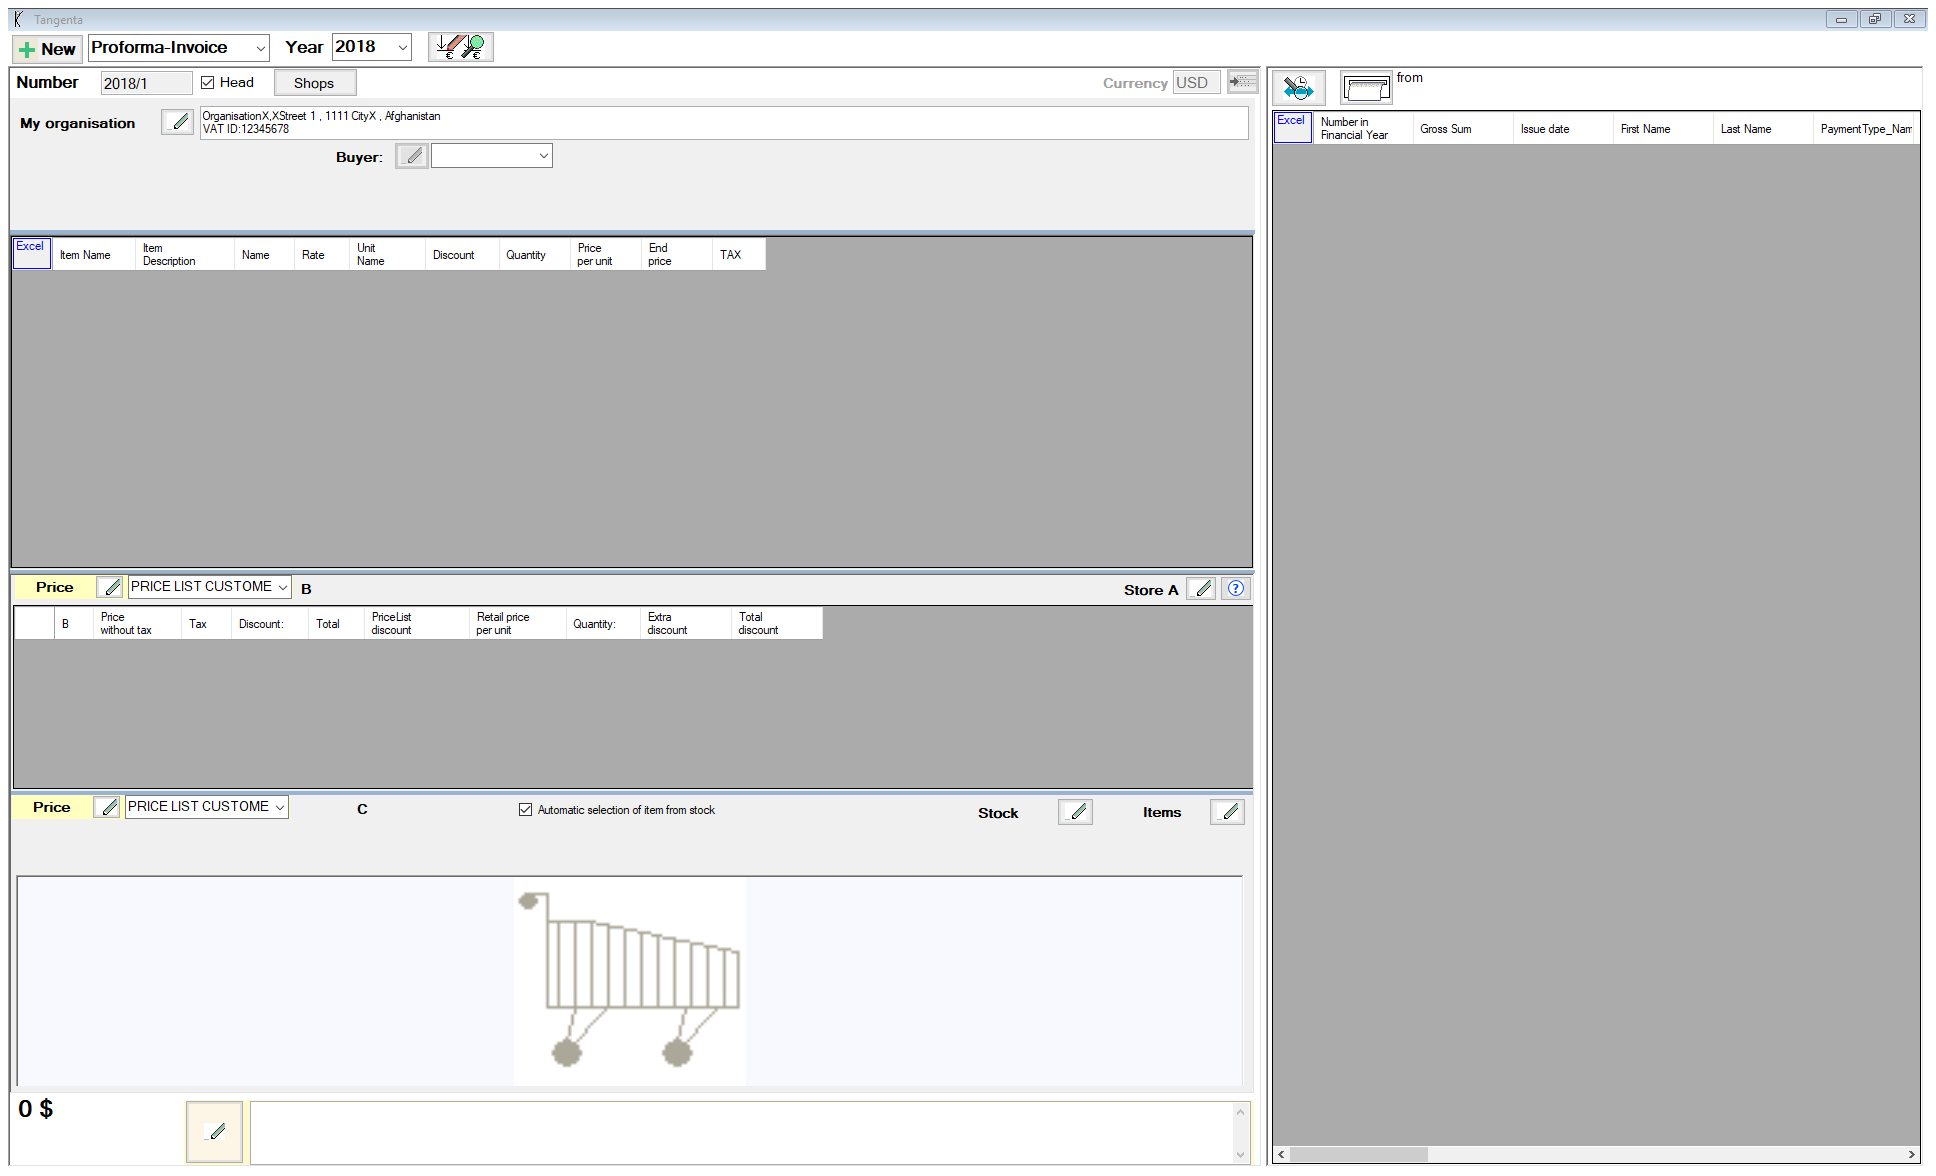 Tangenta
New
Proforma-Invoice
Year
2018
Number
2018/1
Head
Shops
Currency
USD
My organisation
OrganisationX,XStreet 1 , 1111 CityX , Afghanistan
VAT ID:12345678
Buyer:
Excel
Item Name
Item
Description
Name
Rate
Unit
Name
Discount
Quantity
Price
per unit
End
price
TAX
Price
PRICE LIST CUSTOME
B
Store A
B
Price
without tax
Tax
Discount:
Total
PriceList
discount
Retail price
per unit
Quantity:
Extra
discount
Total
discount
Price
PRICE LIST CUSTOME
C
Automatic selection of item from stock
Stock
Items
0 $
from
Excel
Number in
Financial Year
Gross Sum
Issue date
First Name
Last Name
PaymentType_Nam